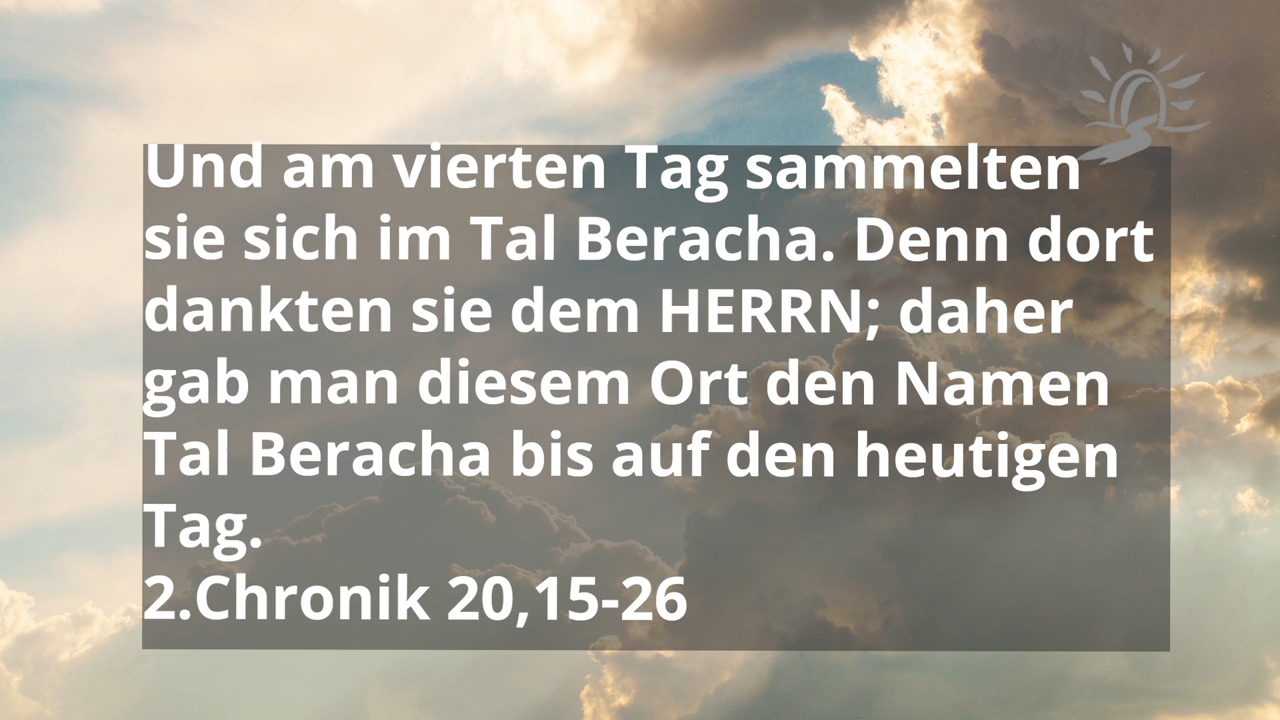 Und am vierten Tag sammelten
sie sich im Tal Beracha. Denn dort
dankten sie dem HERRN; daher
gab man diesem Ort den Namen
Tal Beracha bis auf den heutigen
Tag.
2.Chronik 20,15-26